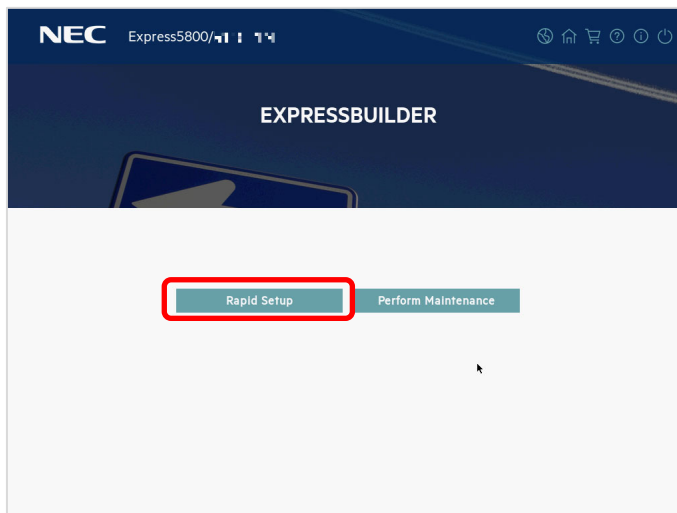 NEC Express5800/
EXPRESSBUILDER
Rapid Setup
Perform Maintenance